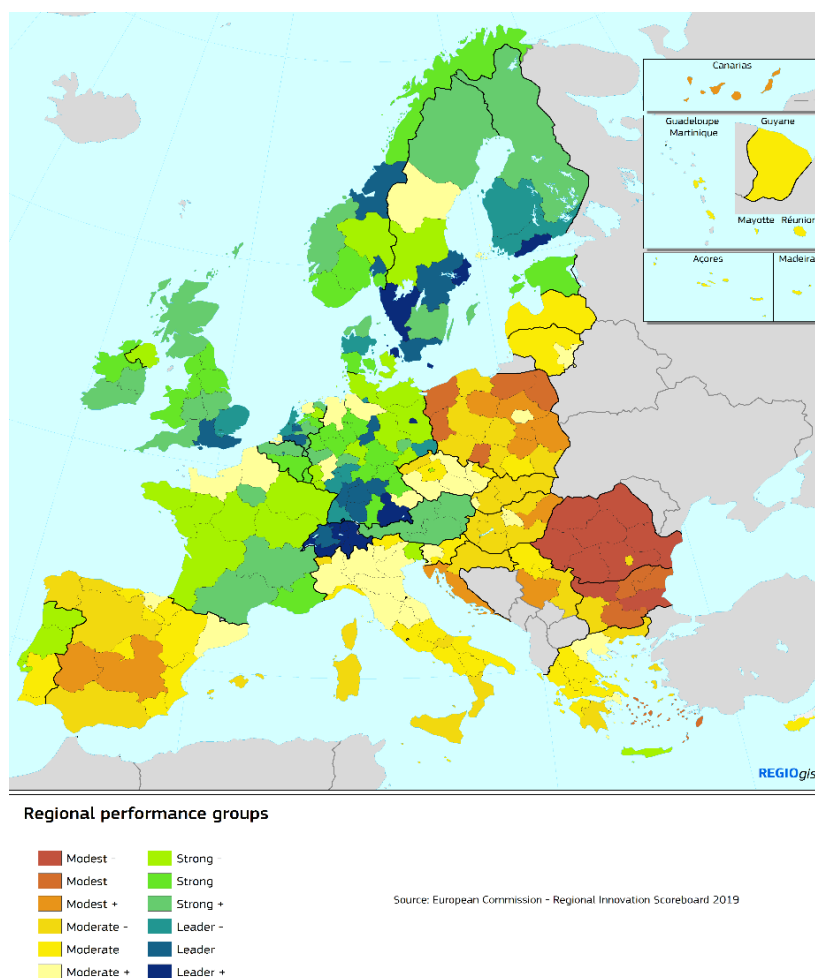 Canarias
Guadeloupe
Martinique
Guyane
Mayotte
Réunion
Açores
Madeira
REGIOgis
Regional performance groups
Modest -
Modest
Modest +
Moderate -
Moderate
Moderate +
Strong -
Strong
Strong +
Leader -
Leader
Leader +
Source: European Commission - Regional Innovation Scoreboard 2019